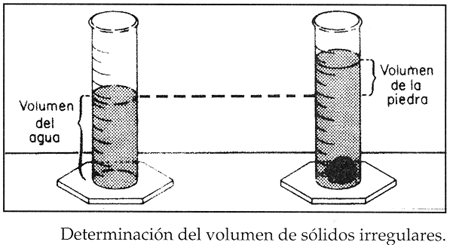 Volumen
del
agua
Volumen
de la
piedra
Determinación del volumen de sólidos irregulares.